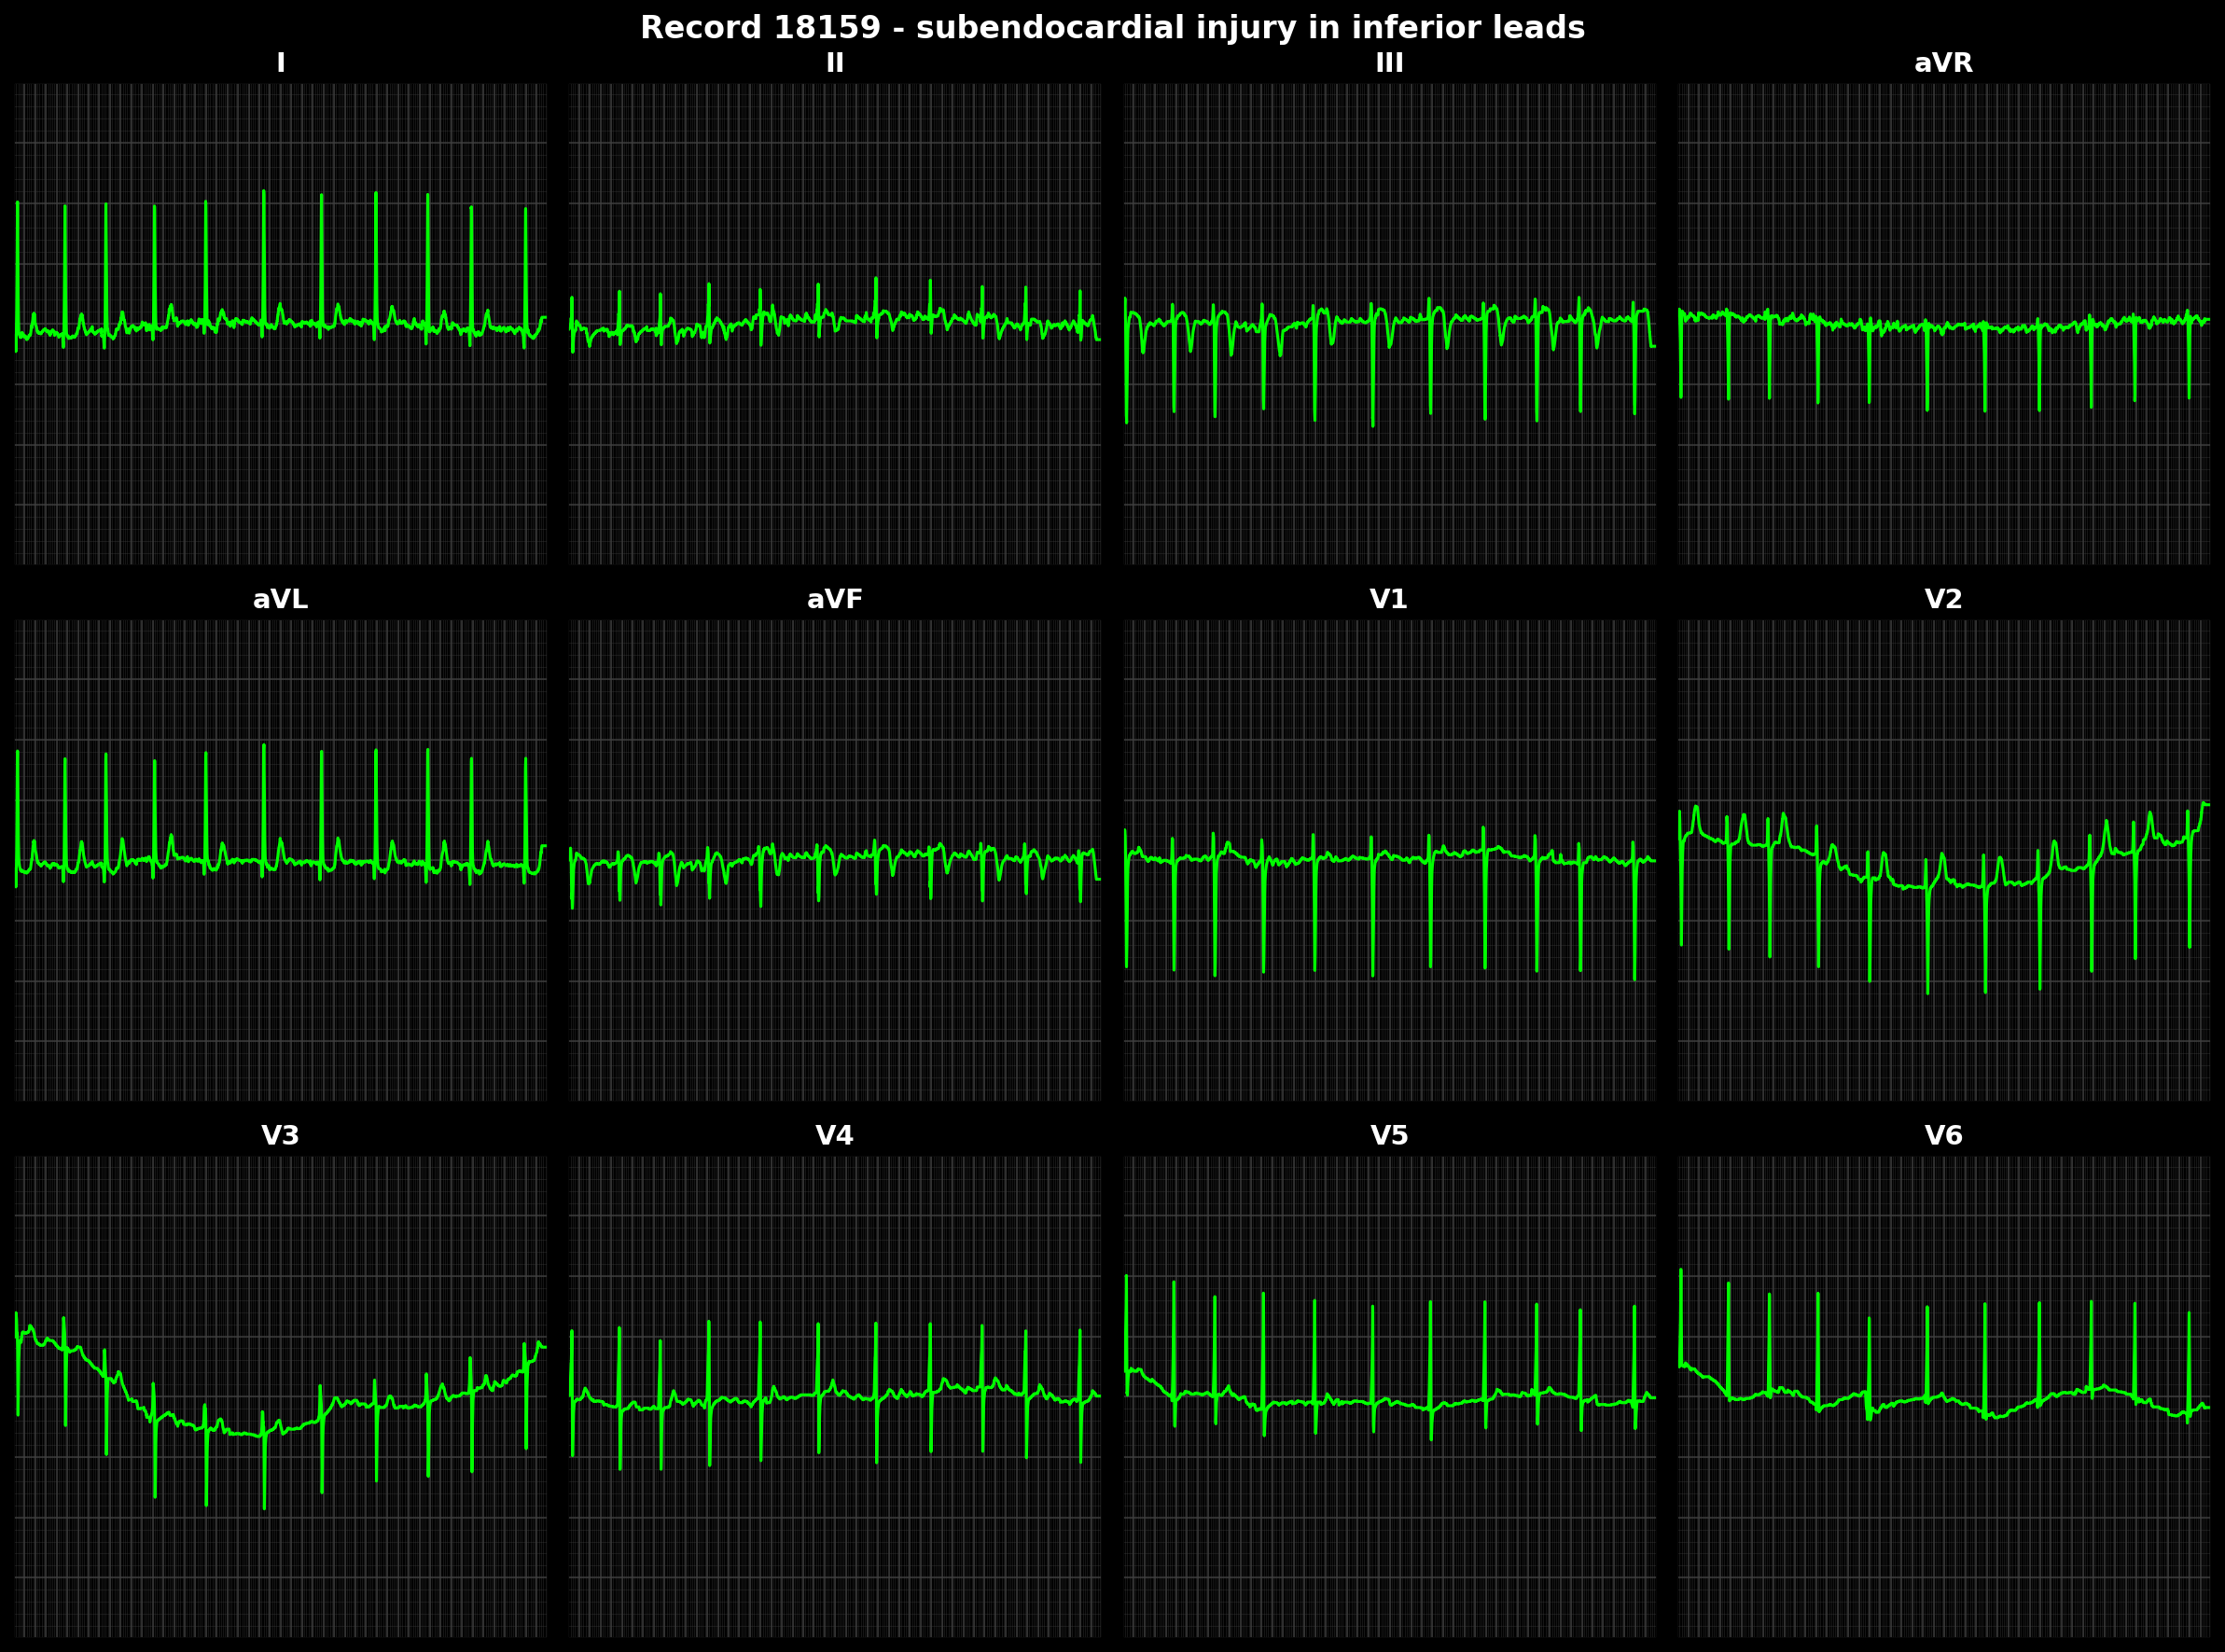 Record 18159 - subendocardial injury in inferior leads
I II III aVR
aVL aVF V1 V2
V3 V4 V5 V6